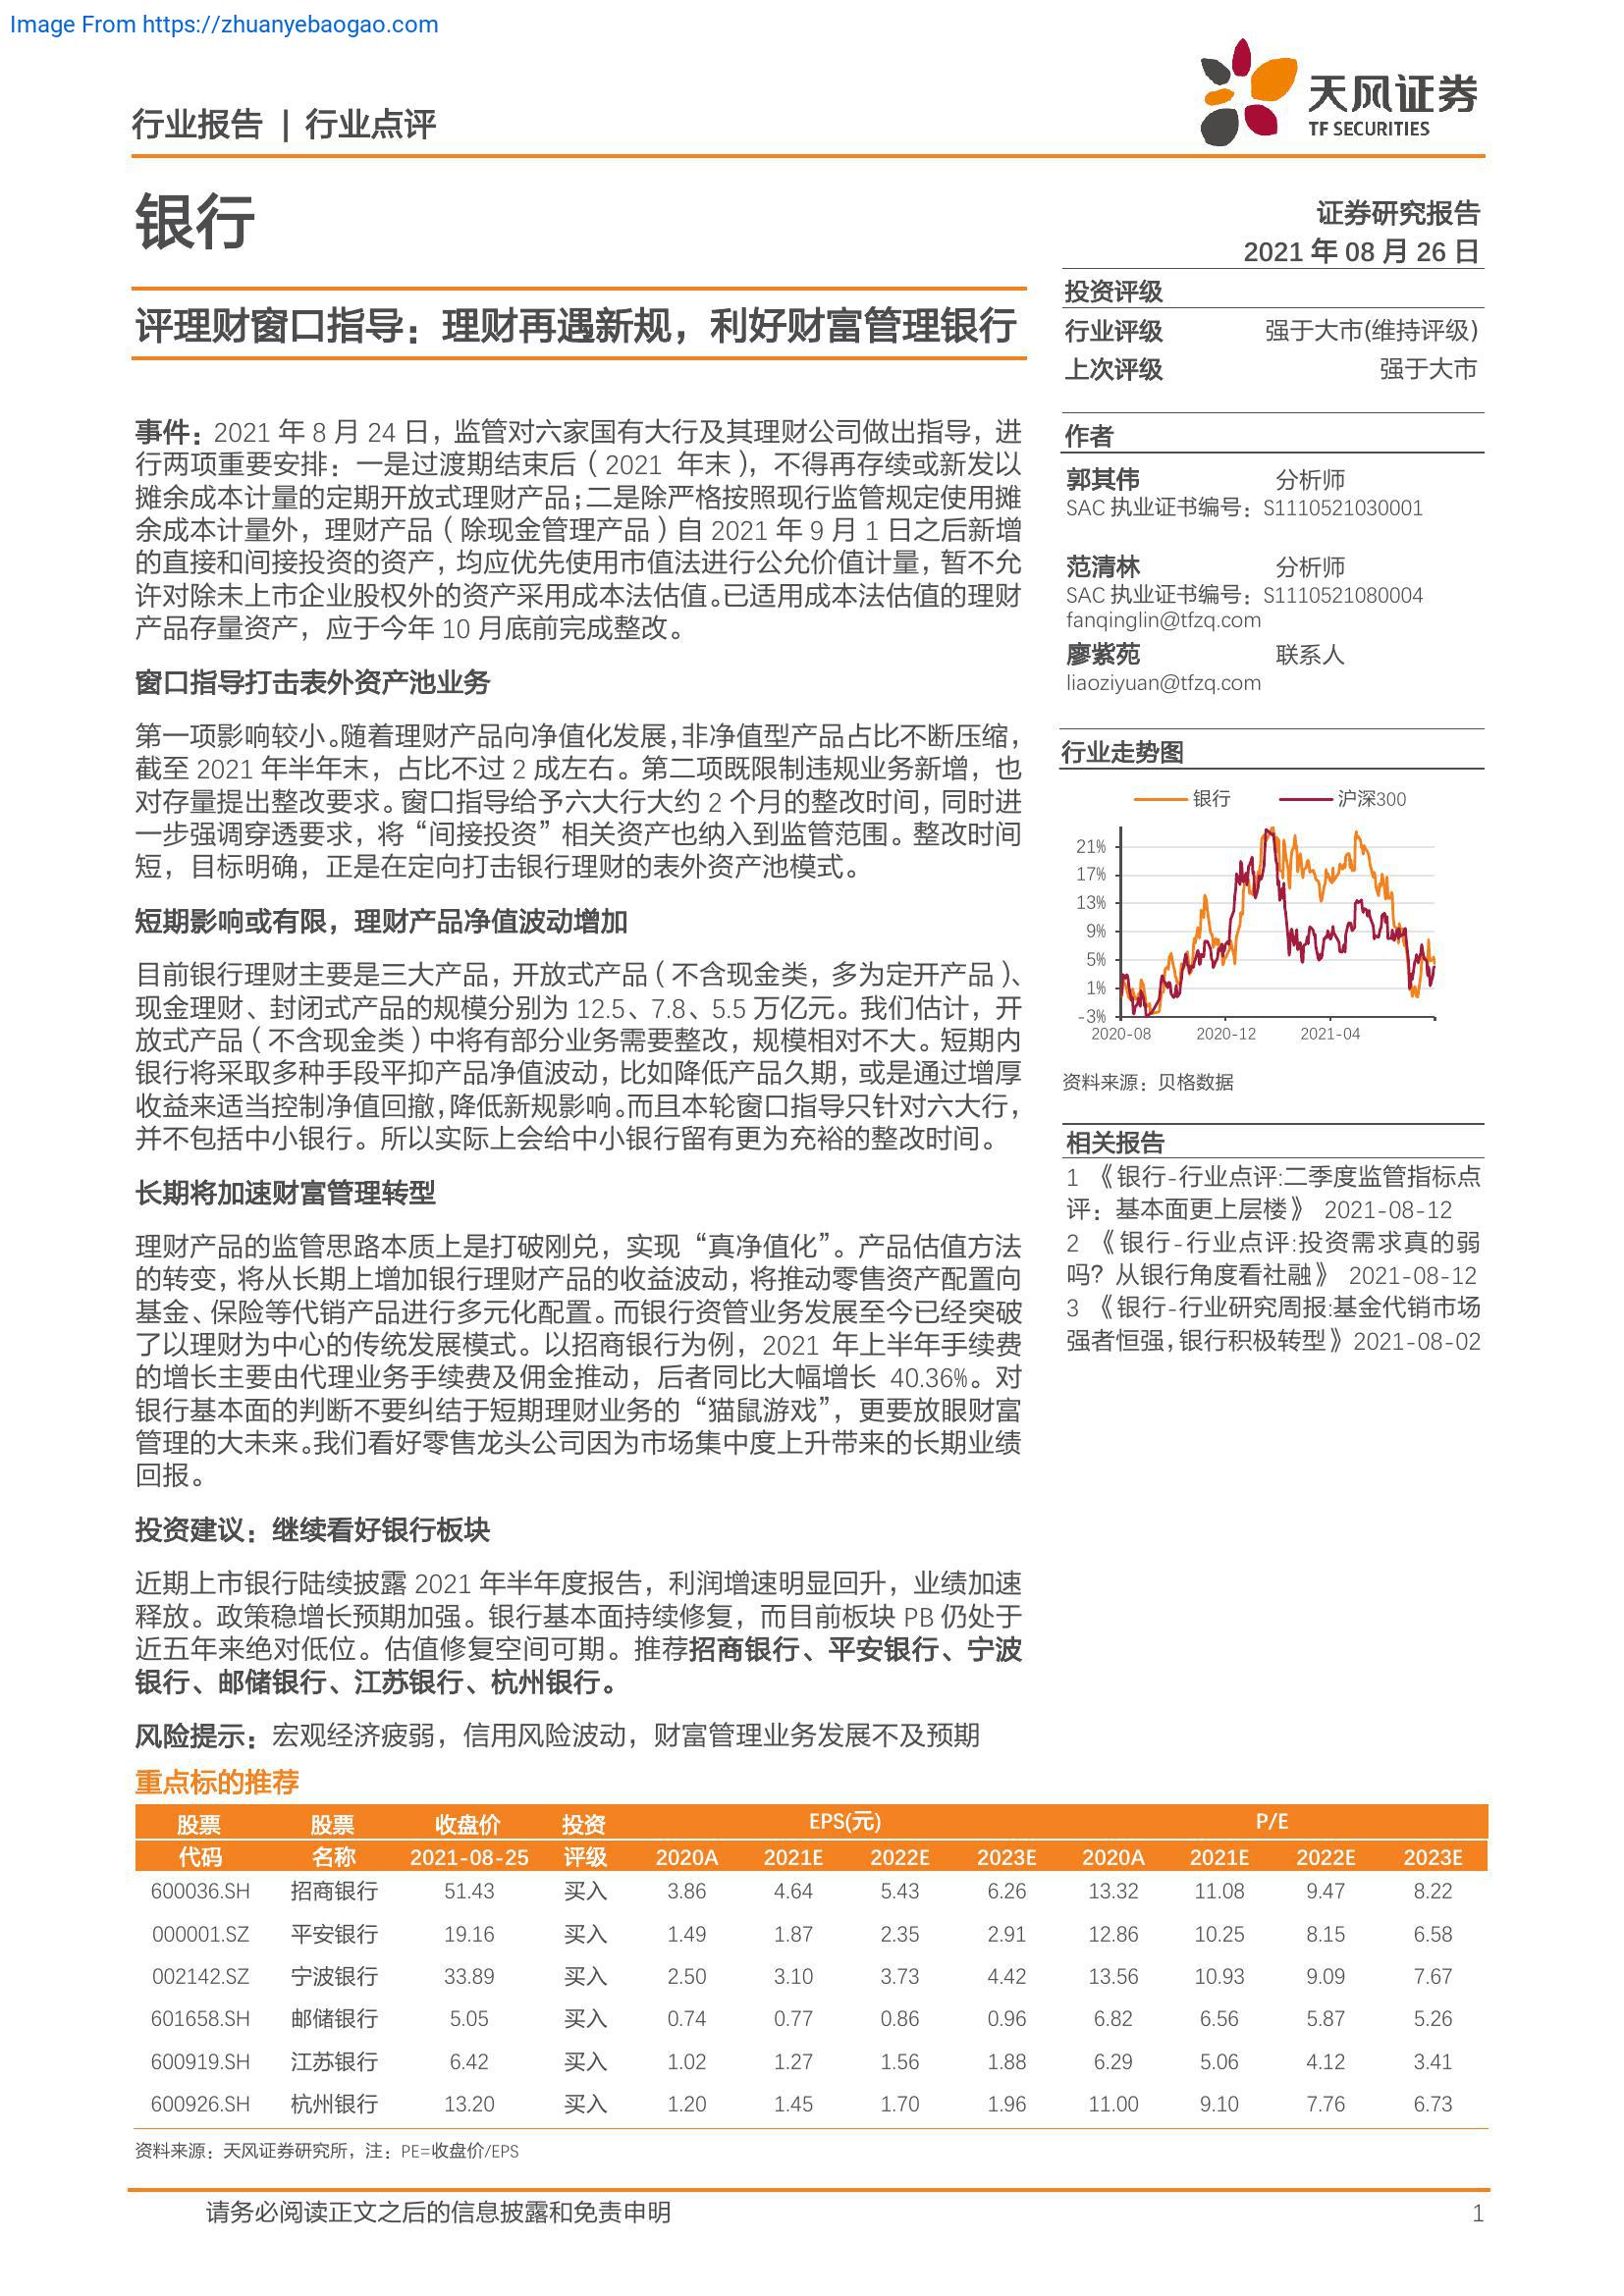 Image From https://zhuanyebaogao.com
行业报告 | 行业点评
天风证券
TF SECURITIES
银行
证券研究报告
2021 年 08 月 26 日
评理财窗口指导：理财再遇新规，利好财富管理银行
投资评级
行业评级 强于大市(维持评级)
上次评级 强于大市
作者
郭其伟 分析师
SAC 执业证书编号：S1110521030001
范清林 分析师
SAC 执业证书编号：S1110521080004
fanqinglin@tfzq.com
廖紫苑 联系人
liaoziyuan@tfzq.com
行业走势图
银行 沪深300
21%
17%
13%
9%
5%
1%
-3%
2020-08 2020-12 2021-04
资料来源：贝格数据
相关报告
1 《银行-行业点评:二季度监管指标点
评：基本面更上层楼》 2021-08-12
2 《银行-行业点评:投资需求真的弱
吗？从银行角度看社融》 2021-08-12
3 《银行-行业研究周报:基金代销市场
强者恒强，银行积极转型》2021-08-02
事件：2021 年 8 月 24 日，监管对六家国有大行及其理财公司做出指导，进
行两项重要安排：一是过渡期结束后（2021 年末），不得再存续或新发以
摊余成本计量的定期开放式理财产品；二是除严格按照现行监管规定使用摊
余成本计量外，理财产品（除现金管理产品）自 2021 年 9 月 1 日之后新增
的直接和间接投资的资产，均应优先使用市值法进行公允价值计量，暂不允
许对除未上市企业股权外的资产采用成本法估值。已适用成本法估值的理财
产品存量资产，应于今年 10 月底前完成整改。
窗口指导打击表外资产池业务
第一项影响较小。随着理财产品向净值化发展，非净值型产品占比不断压缩，
截至 2021 年半年末，占比不过 2 成左右。第二项既限制违规业务新增，也
对存量提出整改要求。窗口指导给予六大行大约 2 个月的整改时间，同时进
一步强调穿透要求，将“间接投资”相关资产也纳入到监管范围。整改时间
短，目标明确，正是在定向打击银行理财的表外资产池模式。
短期影响或有限，理财产品净值波动增加
目前银行理财主要是三大产品，开放式产品（不含现金类，多为定开产品）、
现金理财、封闭式产品的规模分别为 12.5、7.8、5.5 万亿元。我们估计，开
放式产品（不含现金类）中将有部分业务需要整改，规模相对不大。短期内
银行将采取多种手段平抑产品净值波动，比如降低产品久期，或是通过增厚
收益来适当控制净值回撤，降低新规影响。而且本轮窗口指导只针对六大行，
并不包括中小银行。所以实际上会给中小银行留有更为充裕的整改时间。
长期将加速财富管理转型
理财产品的监管思路本质上是打破刚兑，实现“真净值化”。产品估值方法
的转变，将从长期上增加银行理财产品的收益波动，将推动零售资产配置向
基金、保险等代销产品进行多元化配置。而银行资管业务发展至今已经突破
了以理财为中心的传统发展模式。以招商银行为例，2021 年上半年手续费
的增长主要由代理业务手续费及佣金推动，后者同比大幅增长 40.36%。对
银行基本面的判断不要纠结于短期理财业务的“猫鼠游戏”，更要放眼财富
管理的大未来。我们看好零售龙头公司因为市场集中度上升带来的长期业绩
回报。
投资建议：继续看好银行板块
近期上市银行陆续披露 2021 年半年度报告，利润增速明显回升，业绩加速
释放。政策稳增长预期加强。银行基本面持续修复，而目前板块 PB 仍处于
近五年来绝对低位。估值修复空间可期。推荐招商银行、平安银行、宁波
银行、邮储银行、江苏银行、杭州银行。
风险提示：宏观经济疲弱，信用风险波动，财富管理业务发展不及预期
重点标的推荐
股票 股票 收盘价 投资 EPS(元) P/E
代码 名称 2021-08-25 评级 2020A 2021E 2022E 2023E 2020A 2021E 2022E 2023E
600036.SH 招商银行 51.43 买入 3.86 4.64 5.43 6.26 13.32 11.08 9.47 8.22
000001.SZ 平安银行 19.16 买入 1.49 1.87 2.35 2.91 12.86 10.25 8.15 6.58
002142.SZ 宁波银行 33.89 买入 2.50 3.10 3.73 4.42 13.56 10.93 9.09 7.67
601658.SH 邮储银行 5.05 买入 0.74 0.77 0.86 0.96 6.82 6.56 5.87 5.26
600919.SH 江苏银行 6.42 买入 1.02 1.27 1.56 1.88 6.29 5.06 4.12 3.41
600926.SH 杭州银行 13.20 买入 1.20 1.45 1.70 1.96 11.00 9.10 7.76 6.73
资料来源：天风证券研究所，注：PE=收盘价/EPS
请务必阅读正文之后的信息披露和免责申明 1